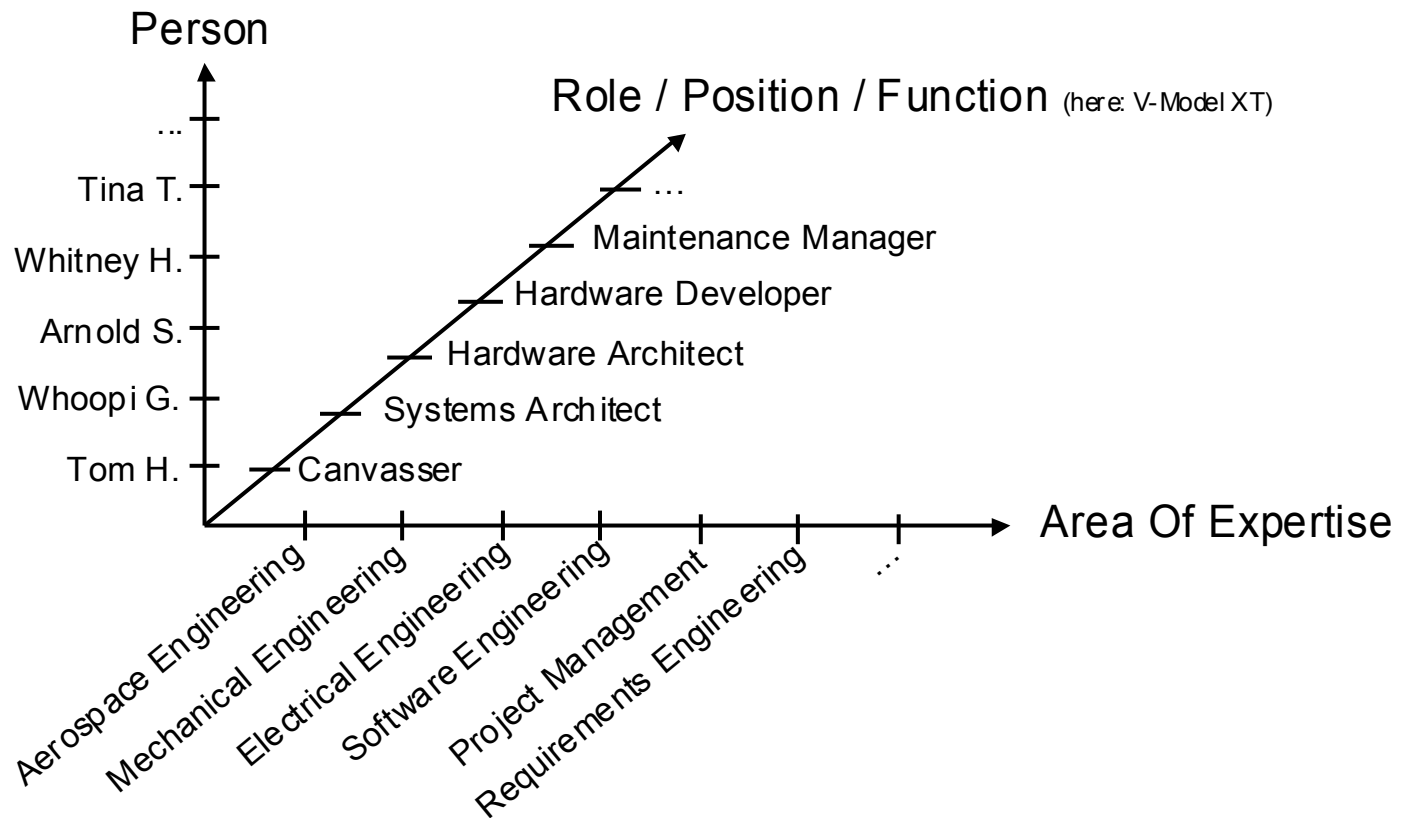 Person
Role / Position / Function (here: V-Model XT)
...
Tina T.
...
Maintenance Manager
Whitney H.
Hardware Developer
Arnold S.
Hardware Architect
Whoopi G.
Systems Architect
Tom H.
Canvasser
Area Of Expertise
Aerospace Engineering
Mechanical Engineering
Electrical Engineering
Software Engineering
Project Management
Requirements Engineering
...